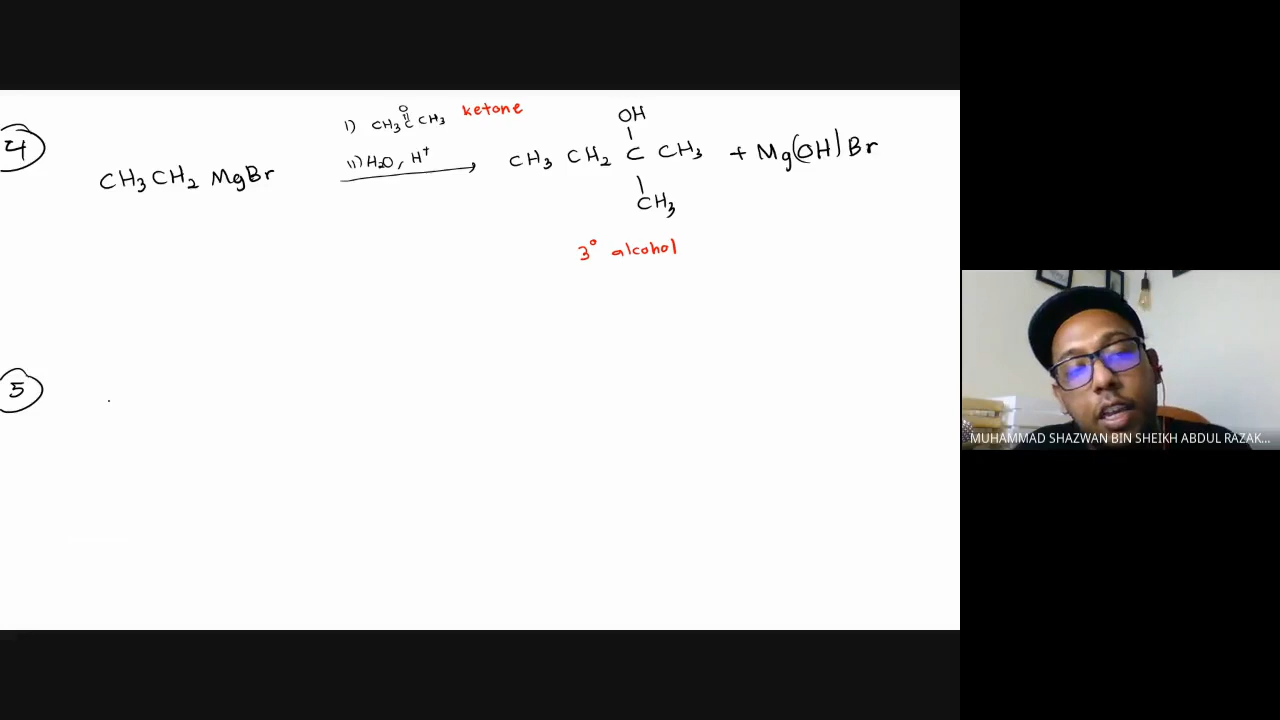 4
i) CH3CCH3 ketone
O
ii) H2O, H+
CH3CH2MgBr
OH
CH3 CH2 C CH3 + Mg(OH)Br
CH3
3° alcohol
5
MUHAMMAD SHAZWAN BIN SHEIKH ABDUL RAZAK...